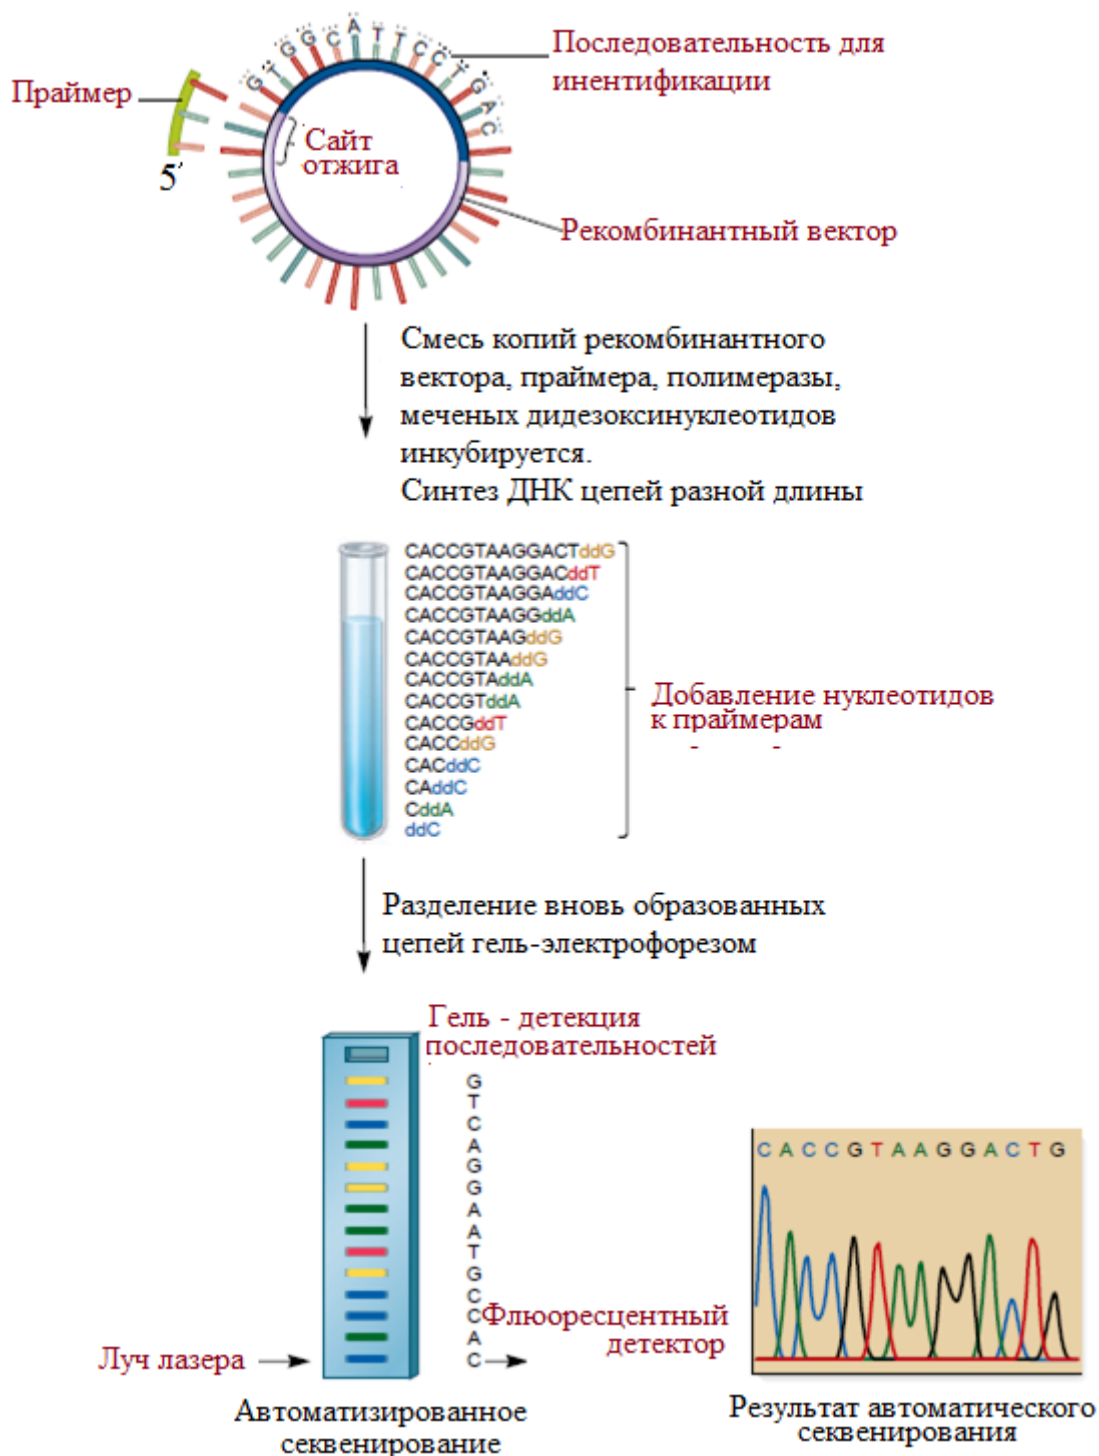 GTGGCATTCCTGAC
Последовательность для
инентификации
Праймер
5′
Сайт
отжига
Рекомбинантный вектор
Смесь копий рекомбинантного
вектора, праймера, полимеразы,
меченых дидезоксинуклеотидов
инкубируется.
Синтез ДНК цепей разной длины
CACCGTAAGGACTddG
CACCGTAAGGACddT
CACCGTAAGGAddC
CACCGTAAGGddA
CACCGTAAGddG
CACCGTAAddG
CACCGTAddA
CACCGTddA
CACCGddT
CACCddG
CACddC
CAddC
CddA
ddC
Добавление нуклеотидов
к праймерам
Разделение вновь образованных
цепей гель-электрофорезом
Гель - детекция
последовательностей
G
T
C
A
G
G
A
A
T
G
C
C
A
C
Флюоресцентный
детектор
Луч лазера
Автоматизированное
секвенирование
CACCGTAAGGACTG
Результат автоматического
секвенирования